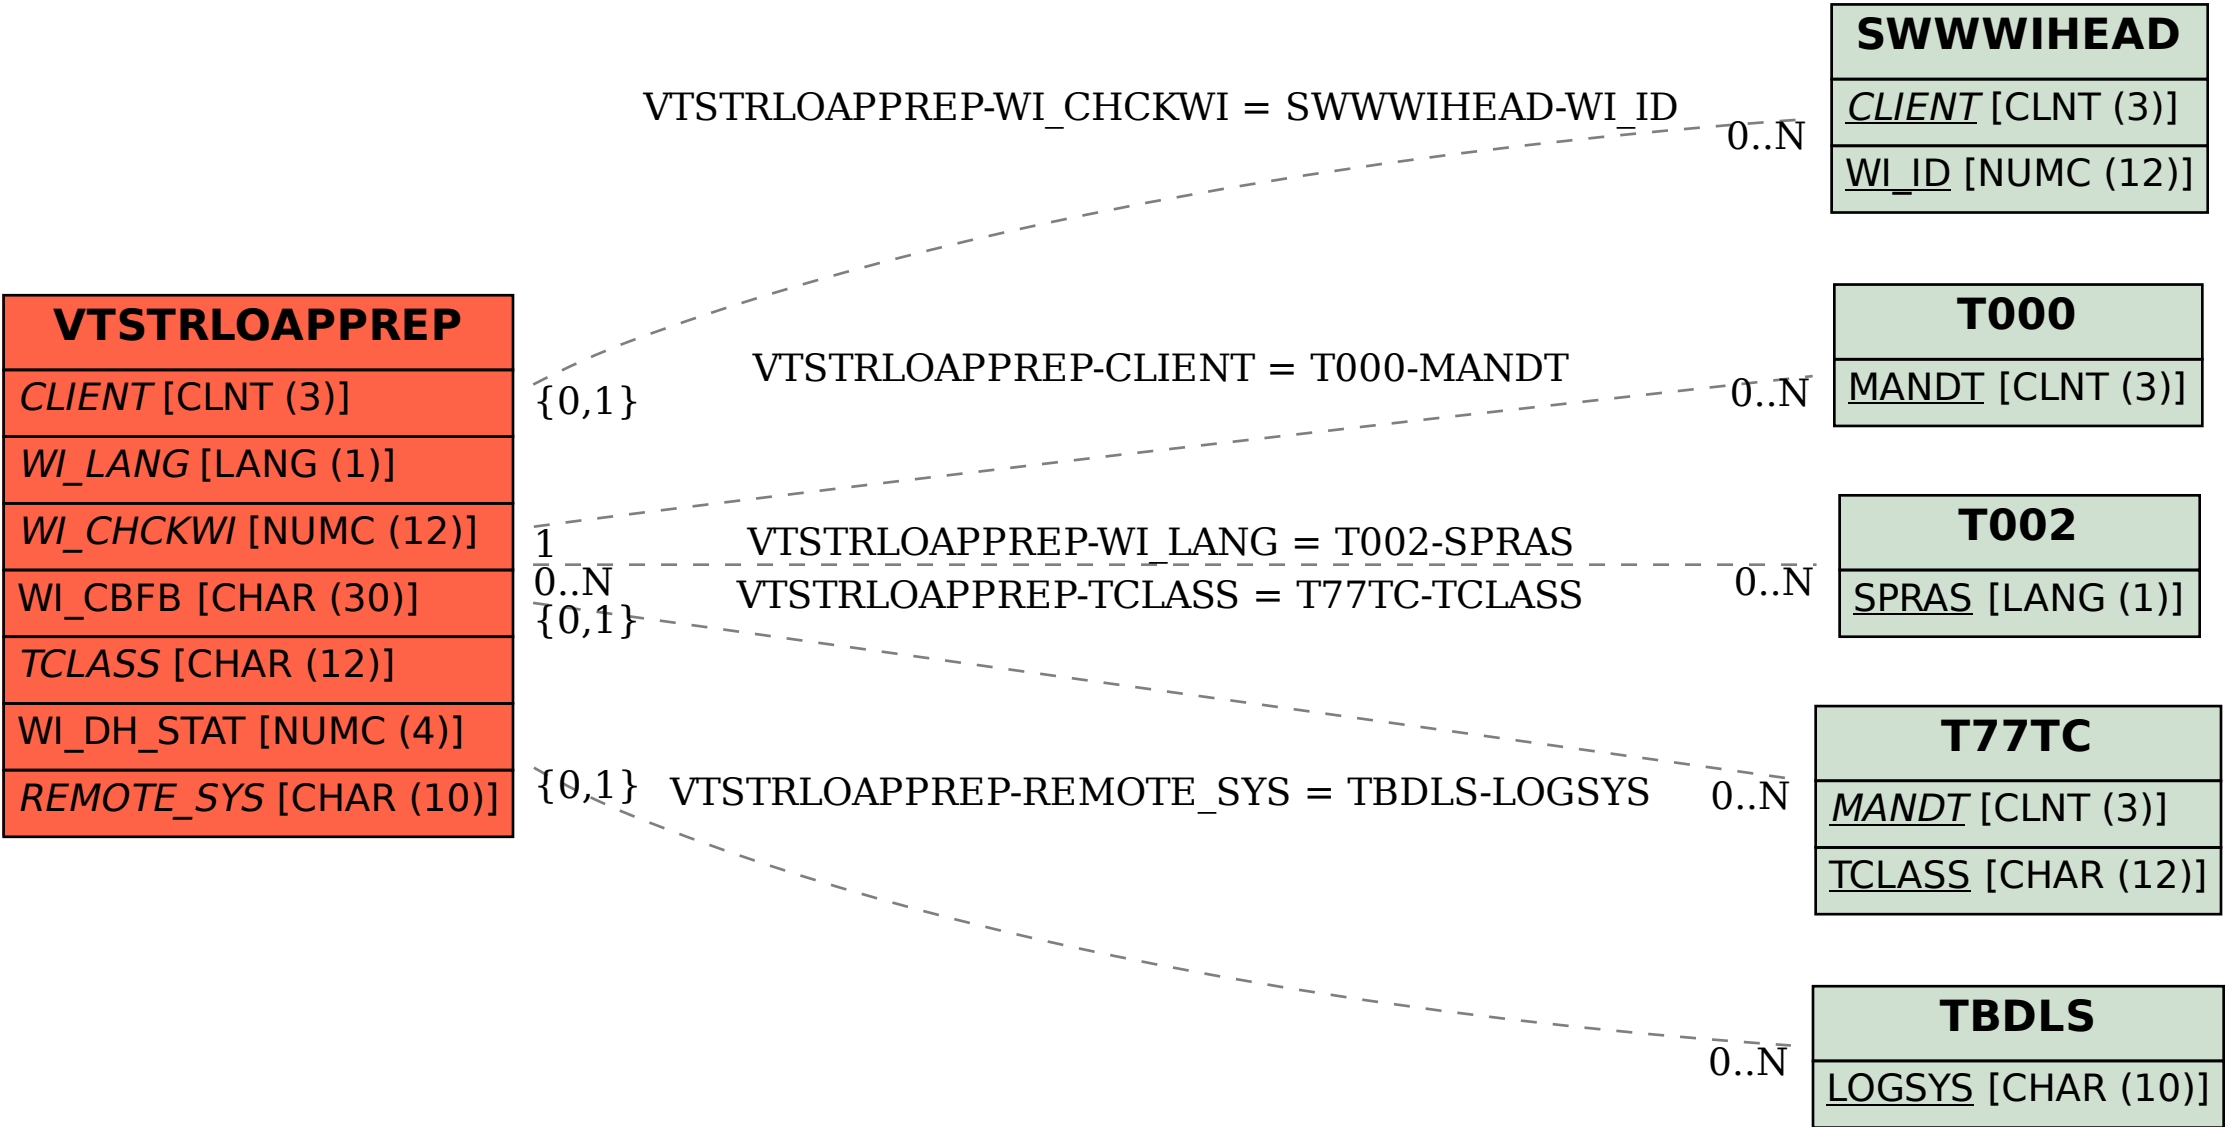 VTSTRLOAPPREP
CLIENT [CLNT (3)]
WI_LANG [LANG (1)]
WI_CHCKWI [NUMC (12)]
WI_CBFB [CHAR (30)]
TCLASS [CHAR (12)]
WI_DH_STAT [NUMC (4)]
REMOTE_SYS [CHAR (10)]
VTSTRLOAPPREP-WI_CHCKWI = SWWWIHEAD-WI_ID
0..N
{0,1}
VTSTRLOAPPREP-CLIENT = T000-MANDT
0..N
1
VTSTRLOAPPREP-WI_LANG = T002-SPRAS
0..N
0..N
VTSTRLOAPPREP-TCLASS = T77TC-TCLASS
{0,1}
0..N
{0,1}
VTSTRLOAPPREP-REMOTE_SYS = TBDLS-LOGSYS
0..N
SWWWIHEAD
CLIENT [CLNT (3)]
WI_ID [NUMC (12)]
T000
MANDT [CLNT (3)]
T002
SPRAS [LANG (1)]
T77TC
MANDT [CLNT (3)]
TCLASS [CHAR (12)]
TBDLS
LOGSYS [CHAR (10)]